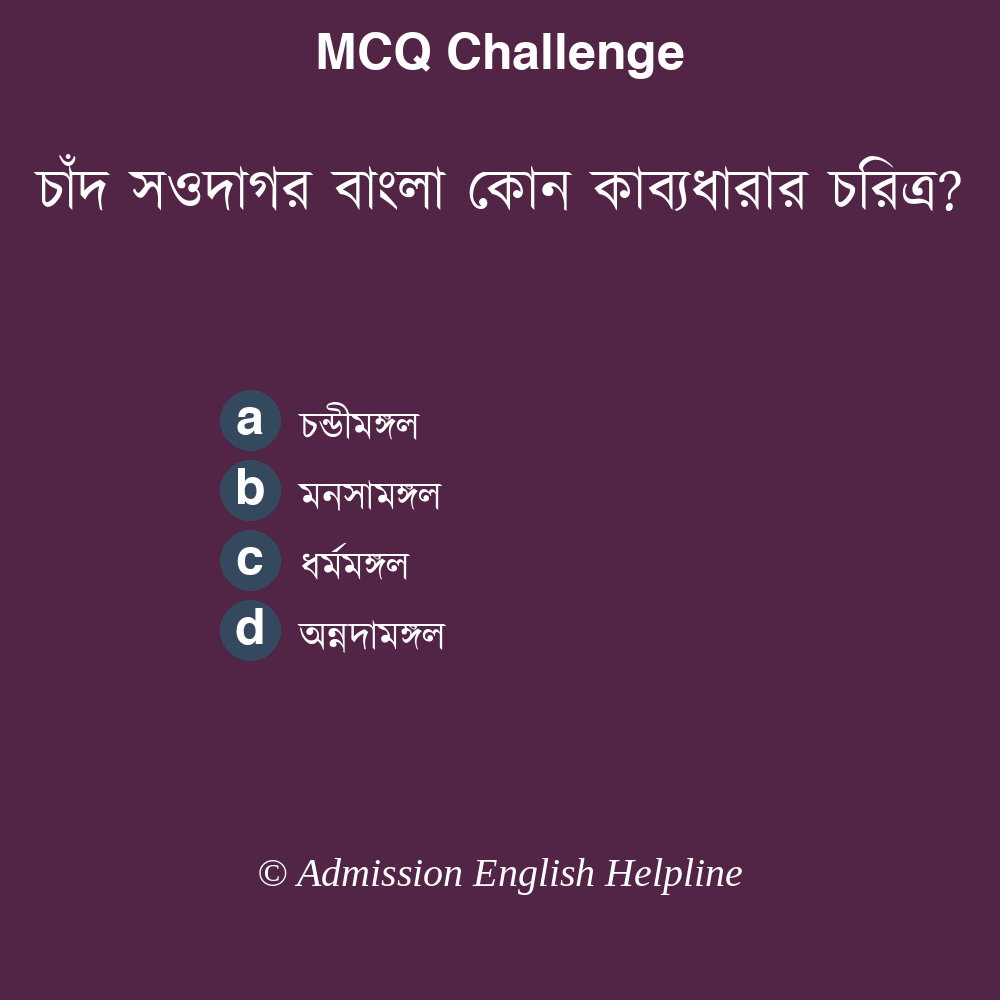 MCQ Challenge
চাঁদ সওদাগর বাংলা কোন কাব্যধারার চরিত্র?
a চন্ডীমঙ্গল
b মনসামঙ্গল
c ধর্মমঙ্গল
d অন্নদামঙ্গল
© Admission English Helpline